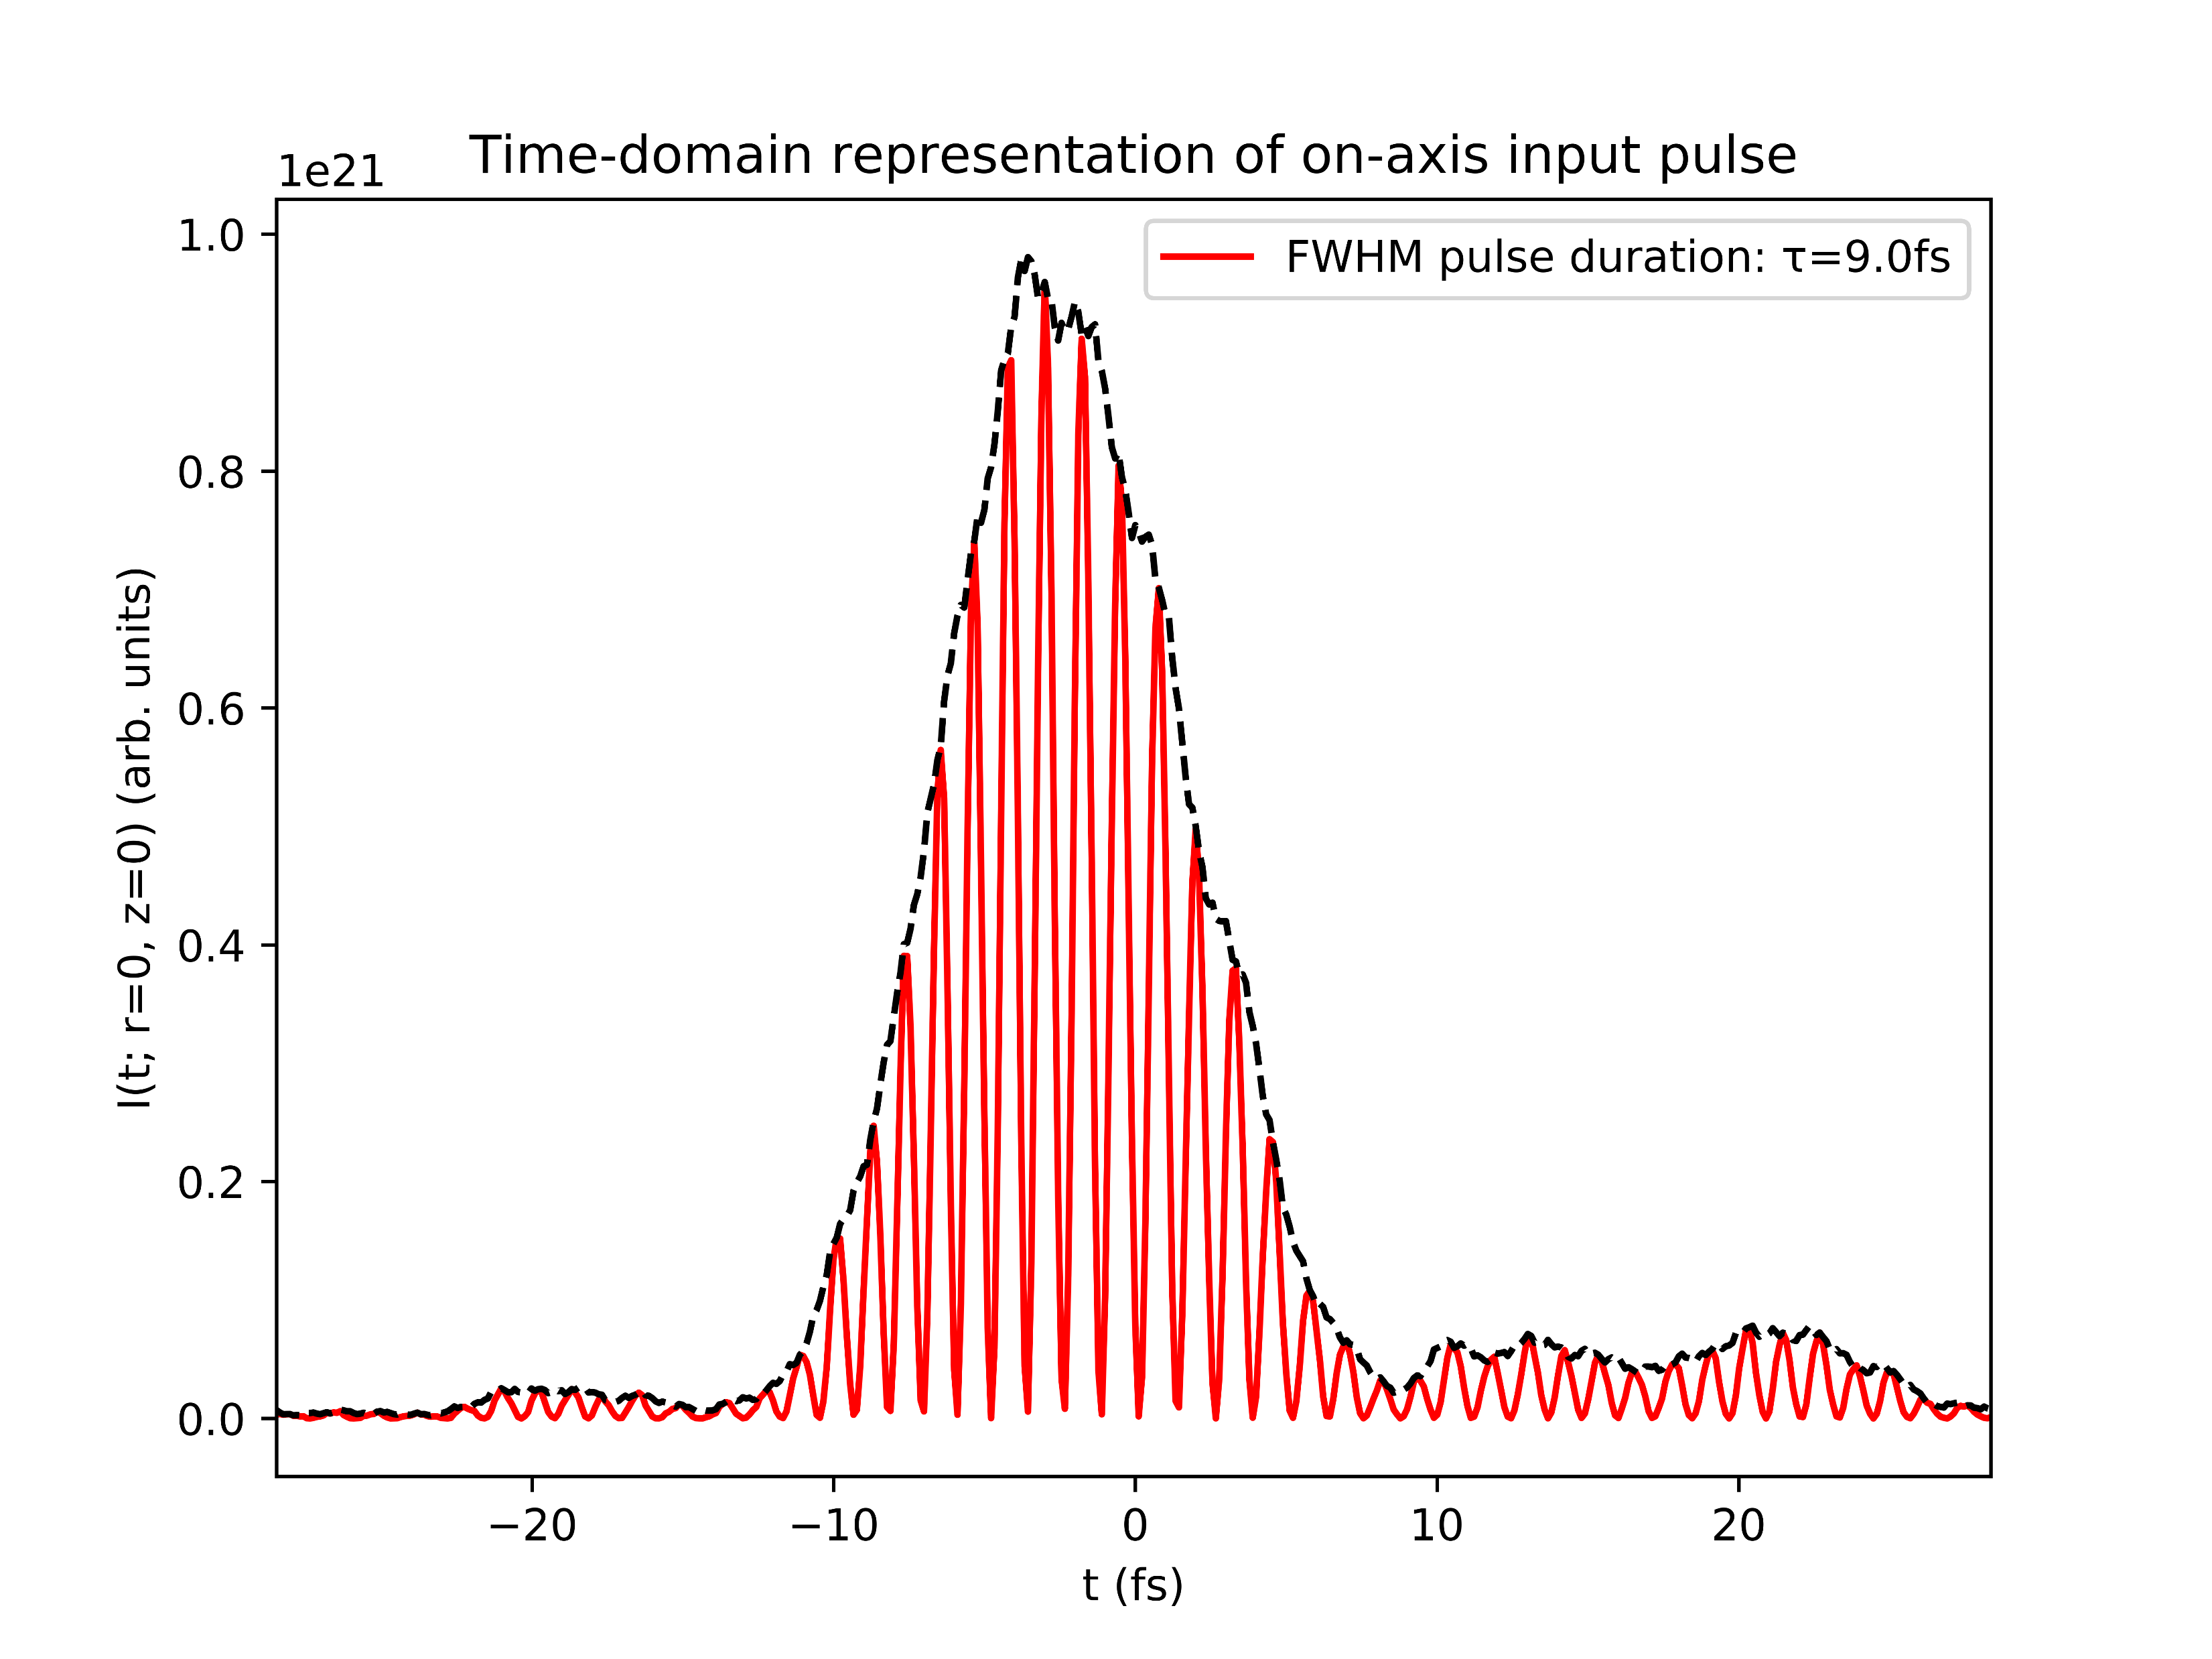 Time-domain representation of on-axis input pulse
1e21
FWHM pulse duration: τ=9.0fs
1.0
0.8
0.6
0.4
0.2
0.0
I(t; r=0, z=0) (arb. units)
−20 −10 0 10 20
t (fs)